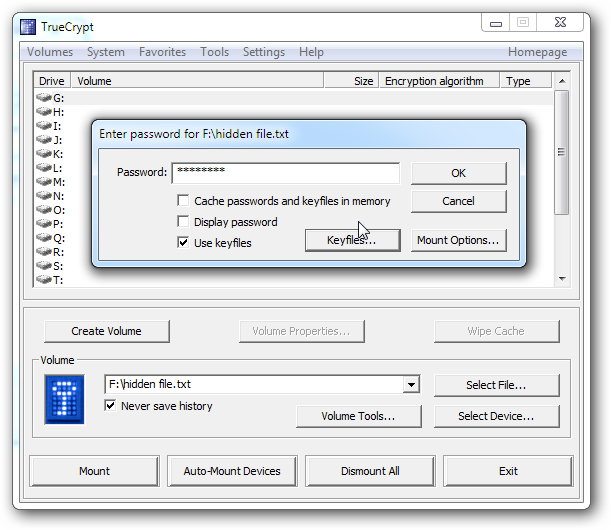 TrueCrypt
Volumes System Favorites Tools Settings Help Homepage
Drive Volume Size Encryption algorithm Type
G:
H:
I:
J:
K:
L:
M:
N:
O:
P:
Q:
R:
S:
T:
Enter password for F:\hidden file.txt
Password: ********
OK
Cache passwords and keyfiles in memory
Cancel
Display password
Use keyfiles
Keyfiles...
Mount Options...
Create Volume
Volume Properties...
Wipe Cache
Volume
F:\hidden file.txt
Select File...
Never save history
Volume Tools...
Select Device...
Mount
Auto-Mount Devices
Dismount All
Exit